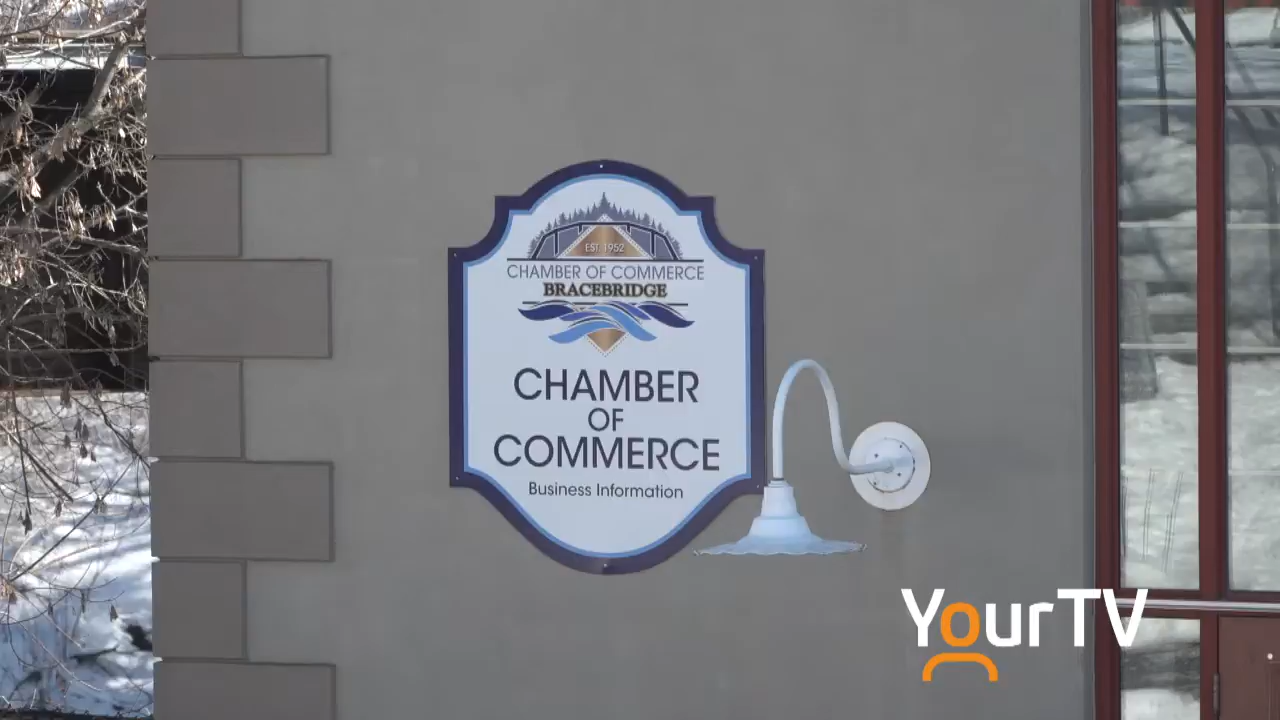 EST. 1952
CHAMBER OF COMMERCE
BRACEBRIDGE
CHAMBER
OF
COMMERCE
Business Information
YourTV